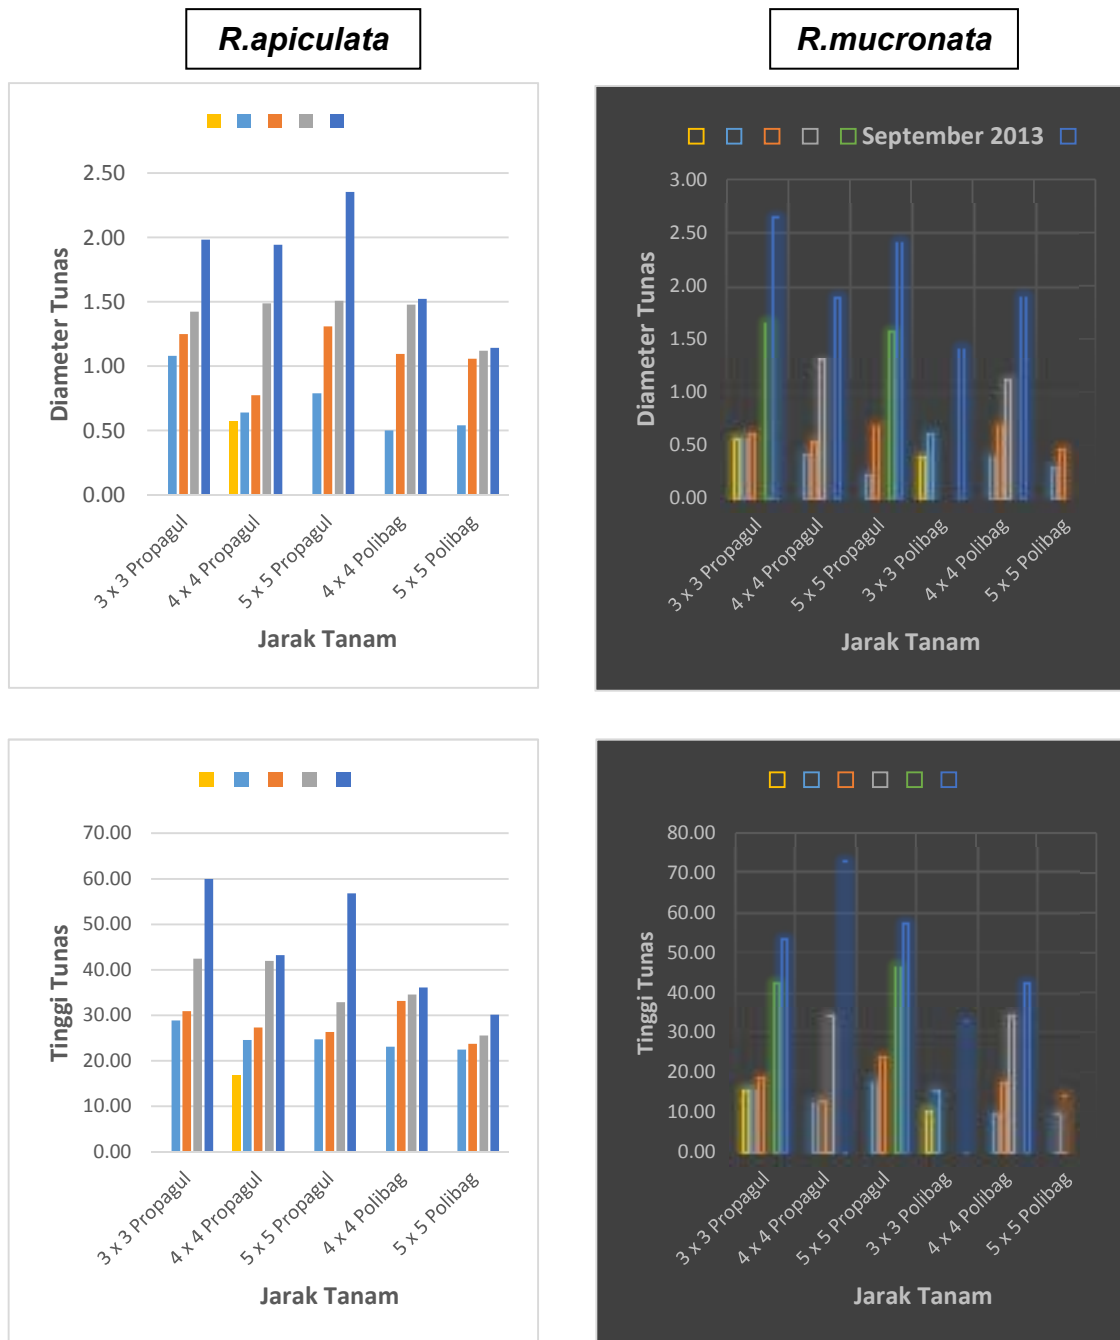 R.apiculata
R.mucronata
2.50
2.00
1.50
1.00
0.50
0.00
Diameter Tunas
3 x 3 Propagul
4 x 4 Propagul
5 x 5 Propagul
4 x 4 Polibag
5 x 5 Polibag
Jarak Tanam
September 2013
3.00
2.50
2.00
1.50
1.00
0.50
0.00
Diameter Tunas
3 x 3 Propagul
4 x 4 Propagul
5 x 5 Propagul
3 x 3 Polibag
4 x 4 Polibag
5 x 5 Polibag
Jarak Tanam
70.00
60.00
50.00
40.00
30.00
20.00
10.00
0.00
Tinggi Tunas
3 x 3 Propagul
4 x 4 Propagul
5 x 5 Propagul
4 x 4 Polibag
5 x 5 Polibag
Jarak Tanam
80.00
70.00
60.00
50.00
40.00
30.00
20.00
10.00
0.00
Tinggi Tunas
3 x 3 Propagul
4 x 4 Propagul
5 x 5 Propagul
3 x 3 Polibag
4 x 4 Polibag
5 x 5 Polibag
Jarak Tanam